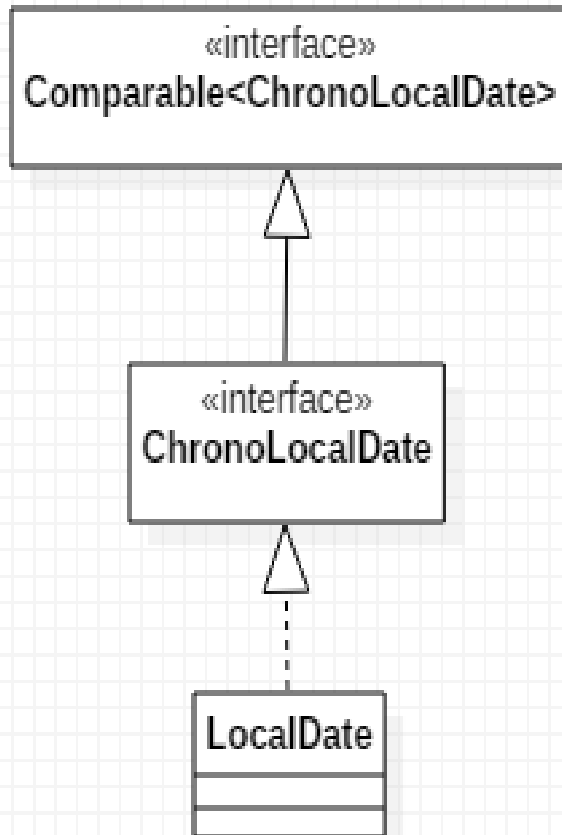 «interface»
Comparable<ChronoLocalDate>
«interface»
ChronoLocalDate
LocalDate